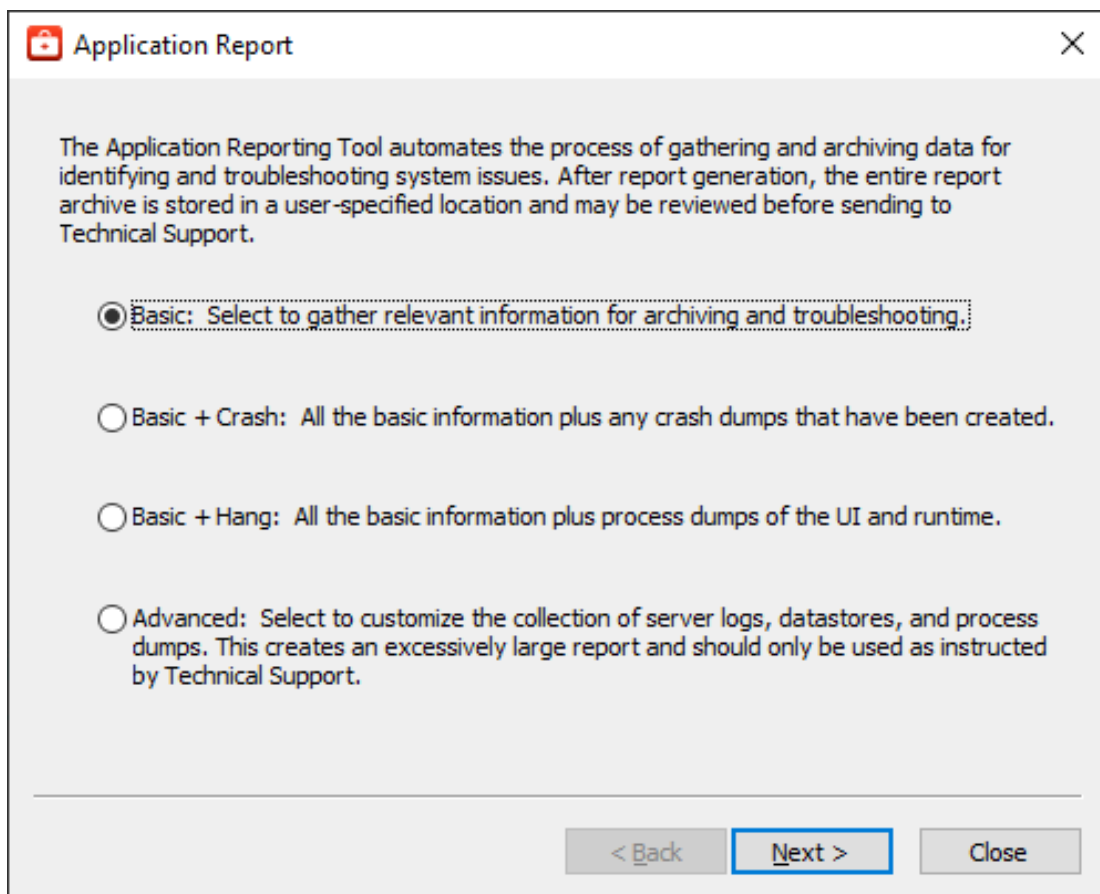 Application Report
The Application Reporting Tool automates the process of gathering and archiving data for
identifying and troubleshooting system issues. After report generation, the entire report
archive is stored in a user-specified location and may be reviewed before sending to
Technical Support.
Basic:  Select to gather relevant information for archiving and troubleshooting.
Basic + Crash:  All the basic information plus any crash dumps that have been created.
Basic + Hang:  All the basic information plus process dumps of the UI and runtime.
Advanced:  Select to customize the collection of server logs, datastores, and process
dumps. This creates an excessively large report and should only be used as instructed
by Technical Support.
< Back Next > Close